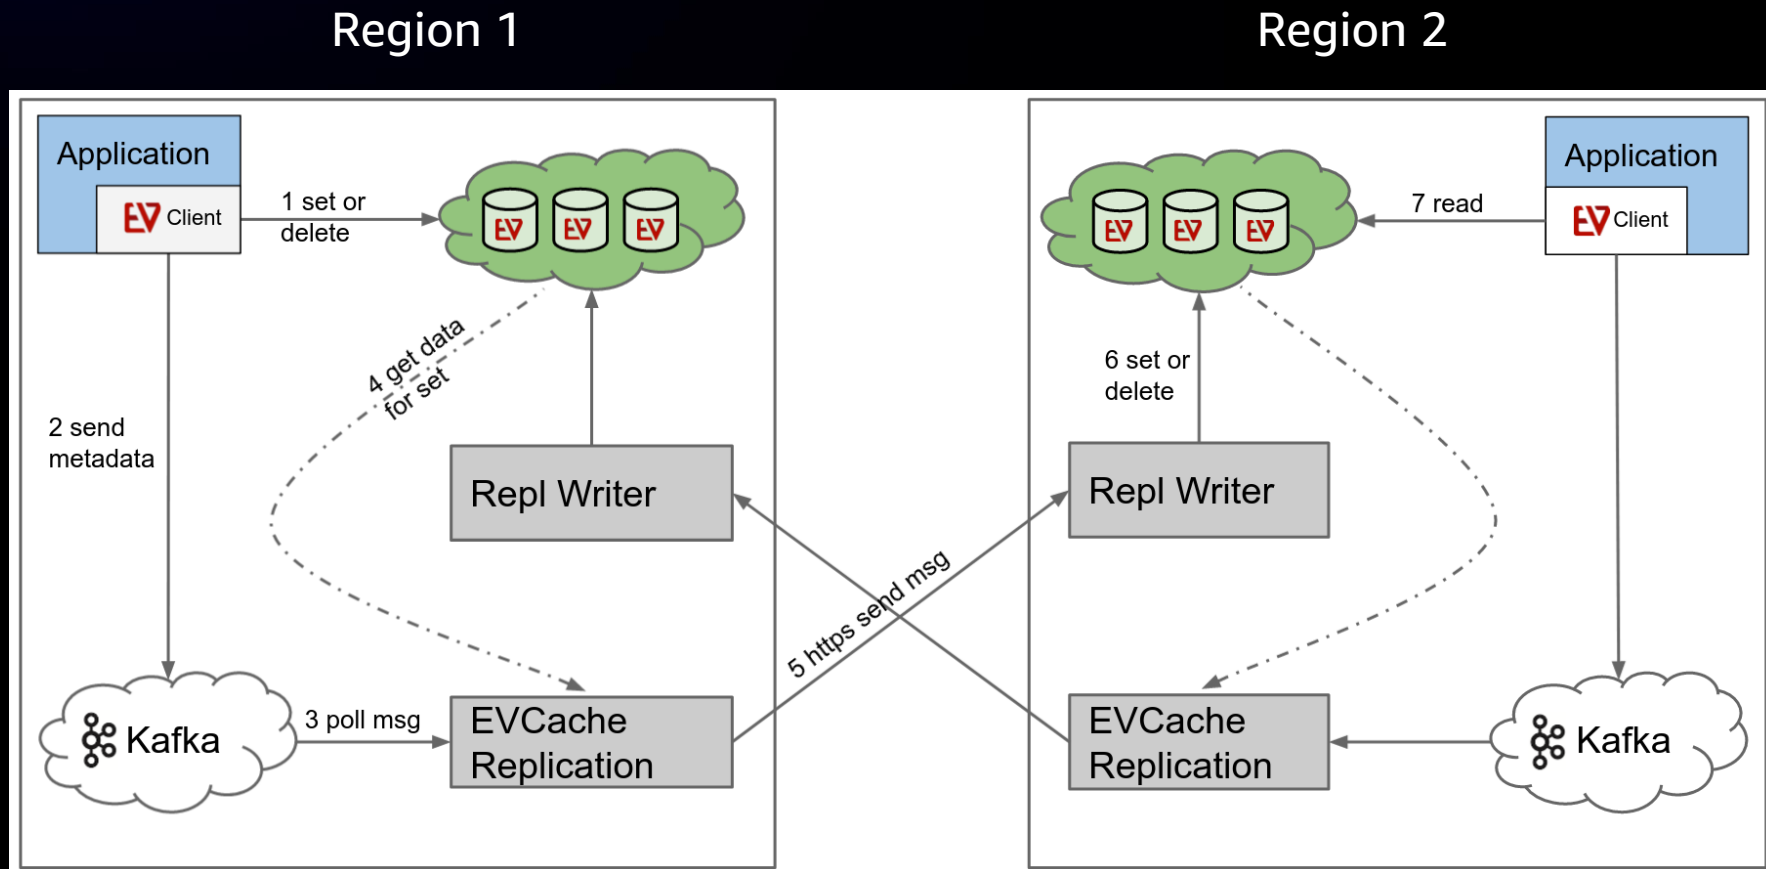 Region 1
Region 2
Application
EV Client
1 set or
delete
EV
EV
EV
4 get data
for set
2 send
metadata
Repl Writer
Kafka
3 poll msg
EVCache
Replication
5 https send msg
EV
EV
EV
7 read
Application
EV Client
6 set or
delete
Repl Writer
EVCache
Replication
Kafka